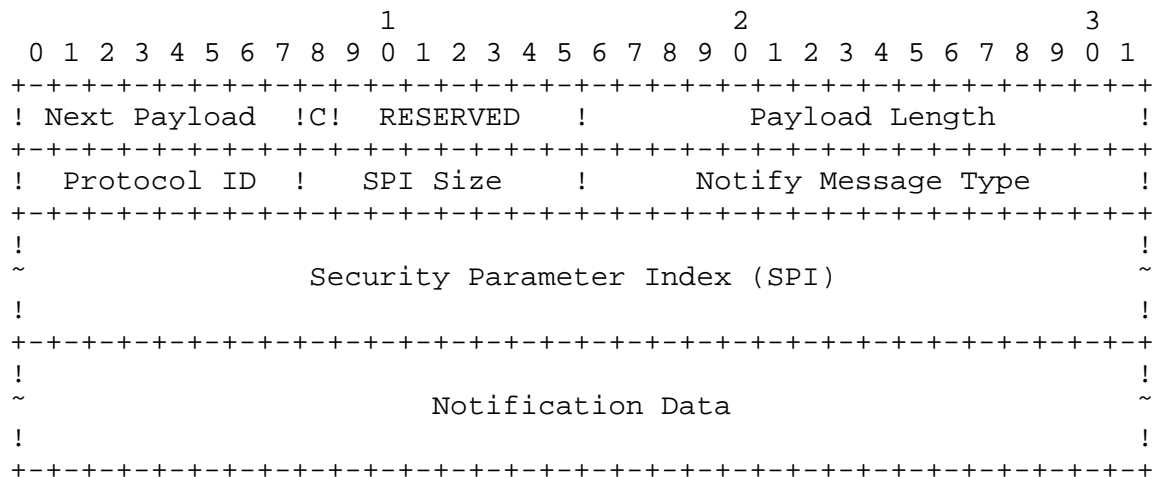 1                   2                   3
 0 1 2 3 4 5 6 7 8 9 0 1 2 3 4 5 6 7 8 9 0 1 2 3 4 5 6 7 8 9 0 1
+-+-+-+-+-+-+-+-+-+-+-+-+-+-+-+-+-+-+-+-+-+-+-+-+-+-+-+-+-+-+-+-+
! Next Payload  !C!  RESERVED   !         Payload Length        !
+-+-+-+-+-+-+-+-+-+-+-+-+-+-+-+-+-+-+-+-+-+-+-+-+-+-+-+-+-+-+-+-+
!  Protocol ID  !   SPI Size    !      Notify Message Type      !
+-+-+-+-+-+-+-+-+-+-+-+-+-+-+-+-+-+-+-+-+-+-+-+-+-+-+-+-+-+-+-+-+
!                                                               !
~                Security Parameter Index (SPI)                 ~
!                                                               !
+-+-+-+-+-+-+-+-+-+-+-+-+-+-+-+-+-+-+-+-+-+-+-+-+-+-+-+-+-+-+-+-+
!                                                               !
~                       Notification Data                       ~
!                                                               !
+-+-+-+-+-+-+-+-+-+-+-+-+-+-+-+-+-+-+-+-+-+-+-+-+-+-+-+-+-+-+-+-+